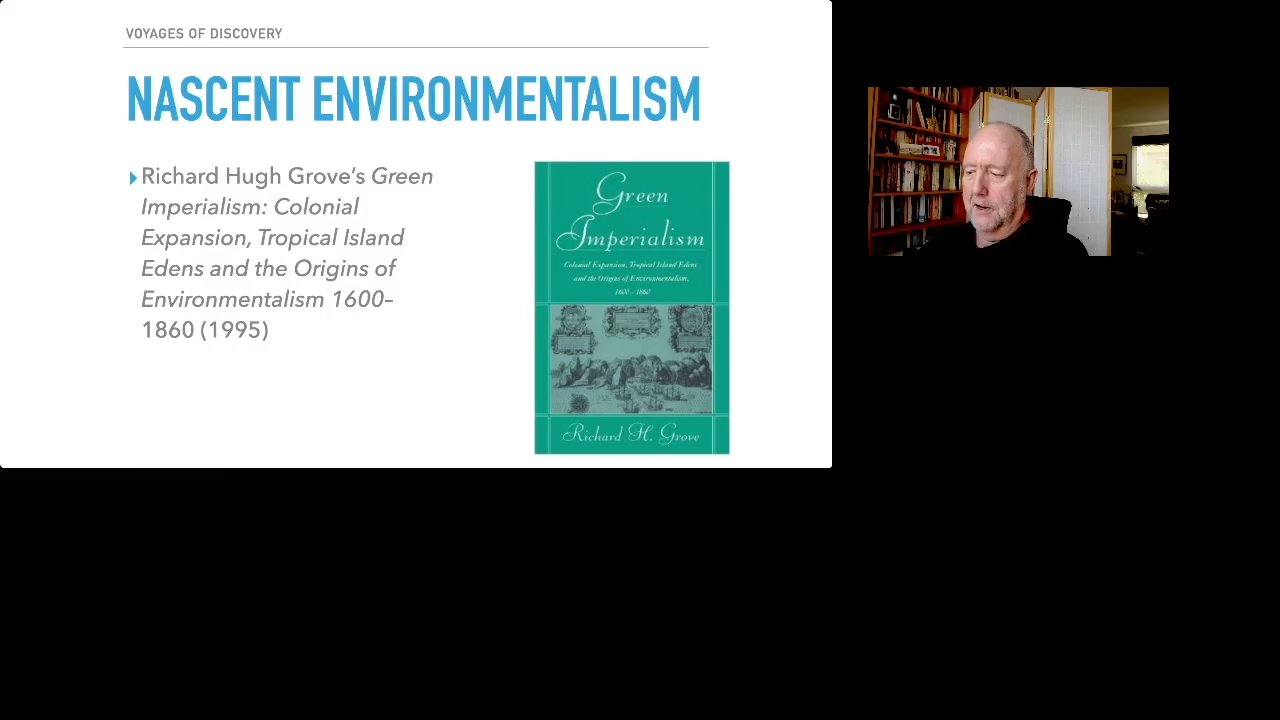 VOYAGES OF DISCOVERY
NASCENT ENVIRONMENTALISM
Richard Hugh Grove's Green
Imperialism: Colonial
Expansion, Tropical Island
Edens and the Origins of
Environmentalism 1600–
1860 (1995)
Green
Imperialism
Colonial Expansion, Tropical Island Edens
and the Origins of Environmentalism,
1600–1860
Richard H. Grove